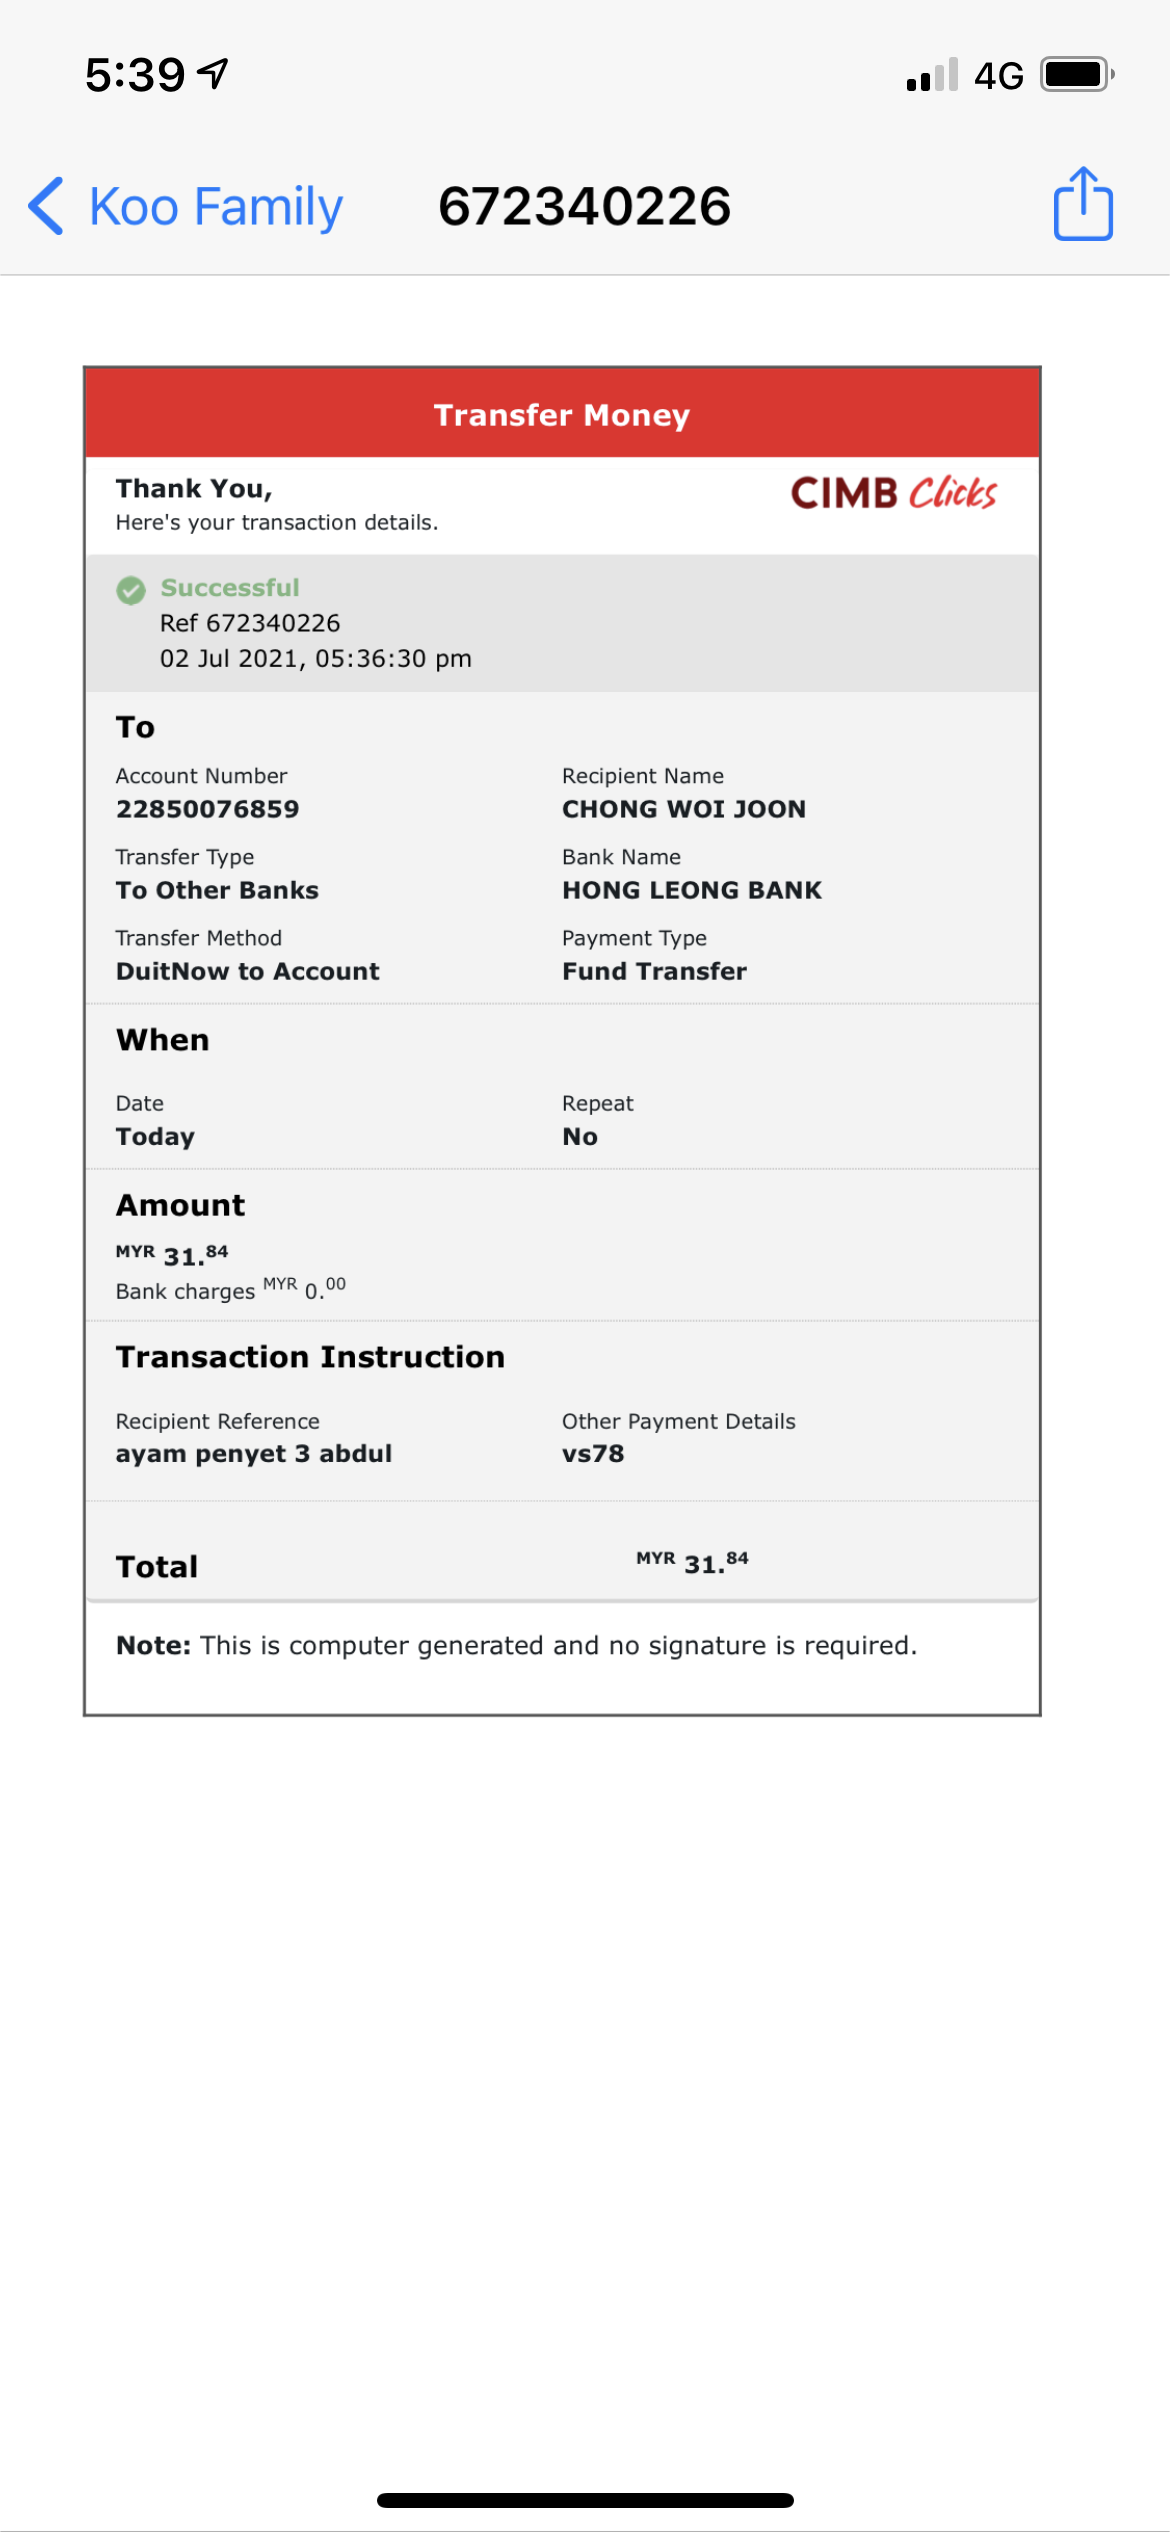 5:39
4G
Koo Family
672340226
Transfer Money
Thank You,
CIMB Clicks
Here's your transaction details.
Successful
Ref 672340226
02 Jul 2021, 05:36:30 pm
To
Account Number Recipient Name
22850076859 CHONG WOI JOON
Transfer Type Bank Name
To Other Banks HONG LEONG BANK
Transfer Method Payment Type
DuitNow to Account Fund Transfer
When
Date Repeat
Today No
Amount
MYR 31.84
Bank charges MYR 0.00
Transaction Instruction
Recipient Reference Other Payment Details
ayam penyet 3 abdul vs78
Total MYR 31.84
Note: This is computer generated and no signature is required.